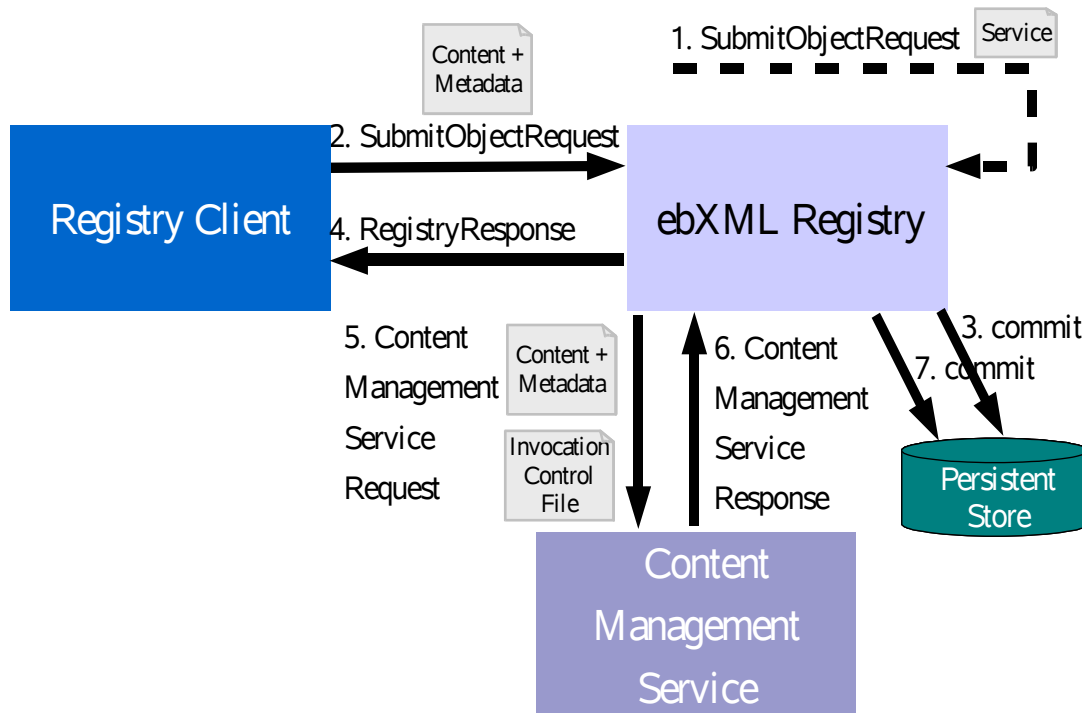 1. SubmitObjectRequest
Service
Content +
Metadata
2. SubmitObjectRequest
Registry Client
ebXML Registry
4. RegistryResponse
5. Content
Management
Service
Request
Content +
Metadata
Invocation
Control
File
6. Content
Management
Service
Response
3. commit
7. commit
Persistent
Store
Content
Management
Service